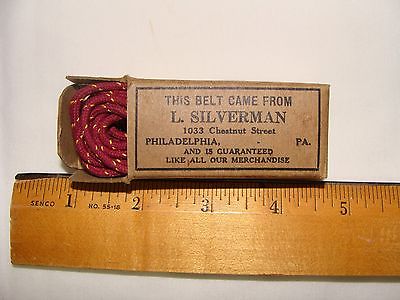 THIS BELT CAME FROM
L. SILVERMAN
1033 Chestnut Street
PHILADELPHIA, - PA.
AND IS GUARANTEED
LIKE ALL OUR MERCHANDISE
1 2 3 4 5
SENCO NO. 55-18